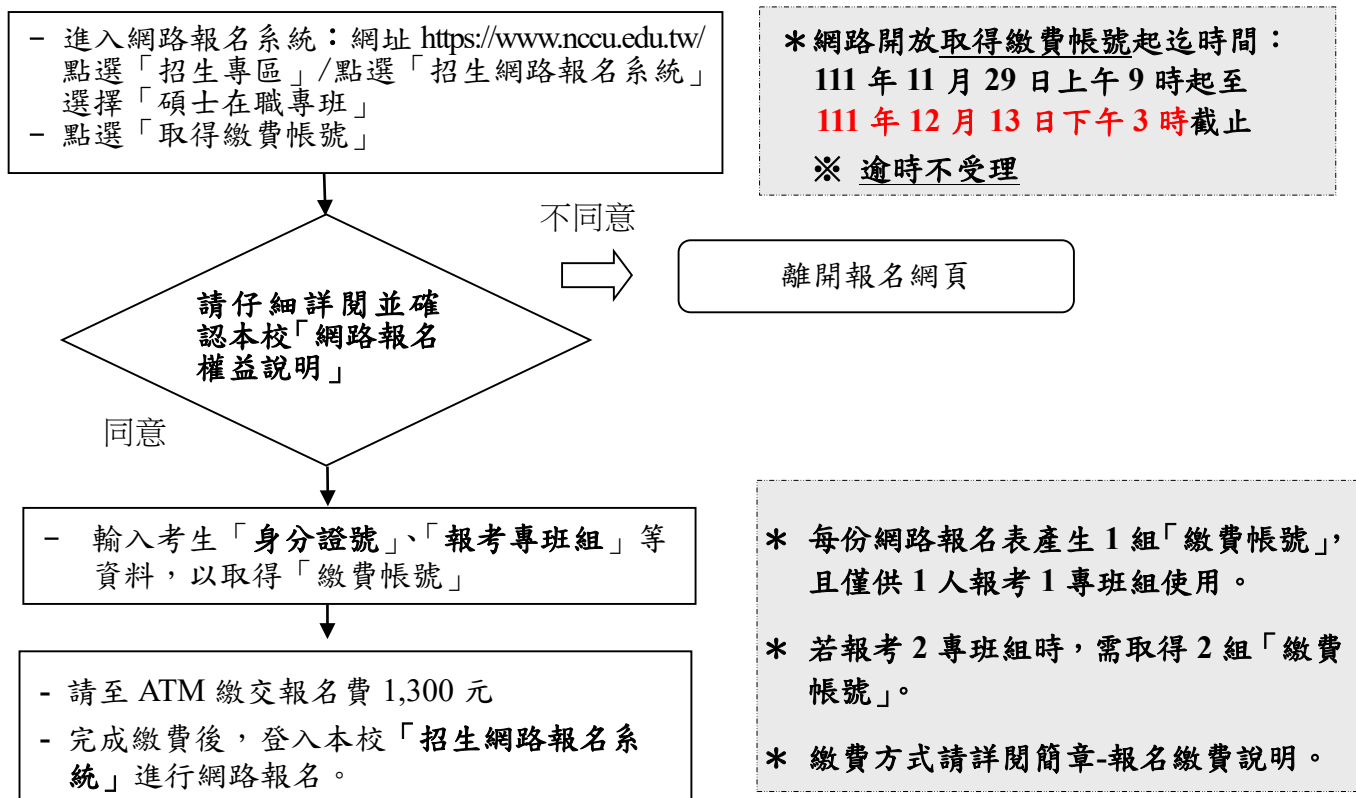 - 進入網路報名系統：網址 https://www.nccu.edu.tw/
點選「招生專區」/點選「招生網路報名系統」
選擇「碩士在職專班」
- 點選「取得繳費帳號」
＊網路開放取得繳費帳號起迄時間：
111 年 11 月 29 日上午 9 時起至
111 年 12 月 13 日下午 3 時截止
※ 逾時不受理
不同意
離開報名網頁
請仔細詳閱並確
認本校「網路報名
權益說明」
同意
- 輸入考生「身分證號」、「報考專班組」等
資料，以取得「繳費帳號」
＊ 每份網路報名表產生 1 組「繳費帳號」，
且僅供 1 人報考 1 專班組使用。
＊ 若報考 2 專班組時，需取得 2 組「繳費
帳號」。
＊ 繳費方式請詳閱簡章-報名繳費說明。
- 請至 ATM 繳交報名費 1,300 元
- 完成繳費後，登入本校「招生網路報名系
統」進行網路報名。